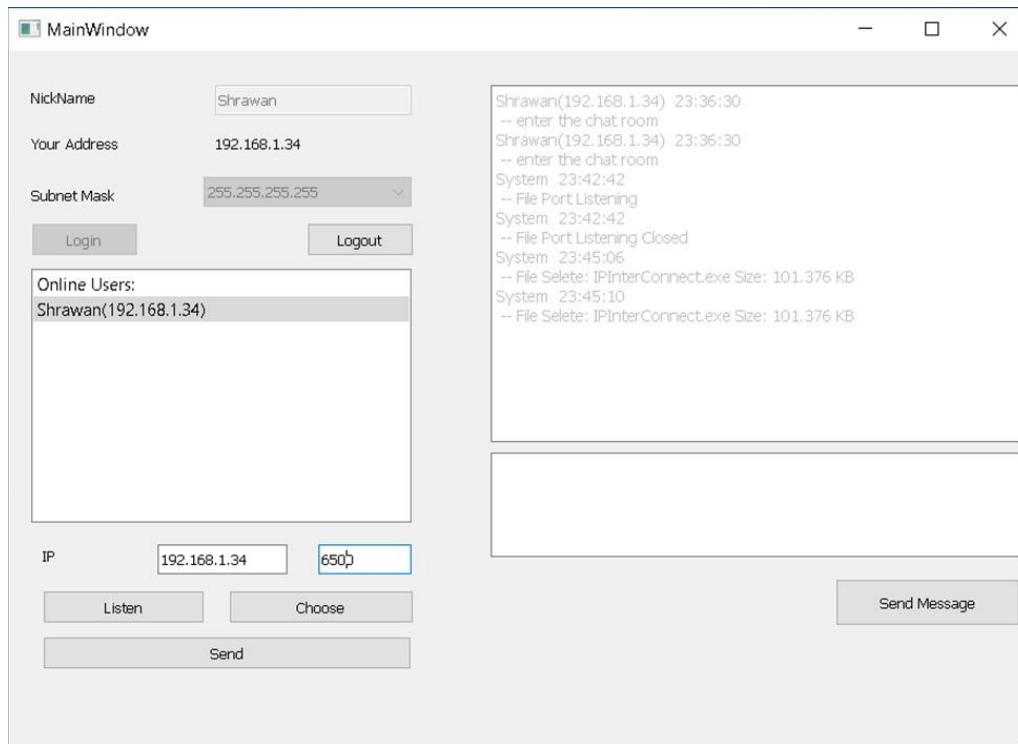 MainWindow
NickName
Shrawan
Your Address
192.168.1.34
Subnet Mask
255.255.255.255
Login
Logout
Online Users:
Shrawan(192.168.1.34)
IP
192.168.1.34
Listen
Choose
Send
Shrawan(192.168.1.34) 23:36:30
-- enter the chat room
Shrawan(192.168.1.34) 23:36:30
-- enter the chat room
System 23:42:42
-- File Port Listening
System 23:42:42
-- File Port Listening Closed
System 23:45:06
-- File Selete: IPInterConnect.exe Size: 101.376 KB
System 23:45:10
-- File Selete: IPInterConnect.exe Size: 101.376 KB
Send Message